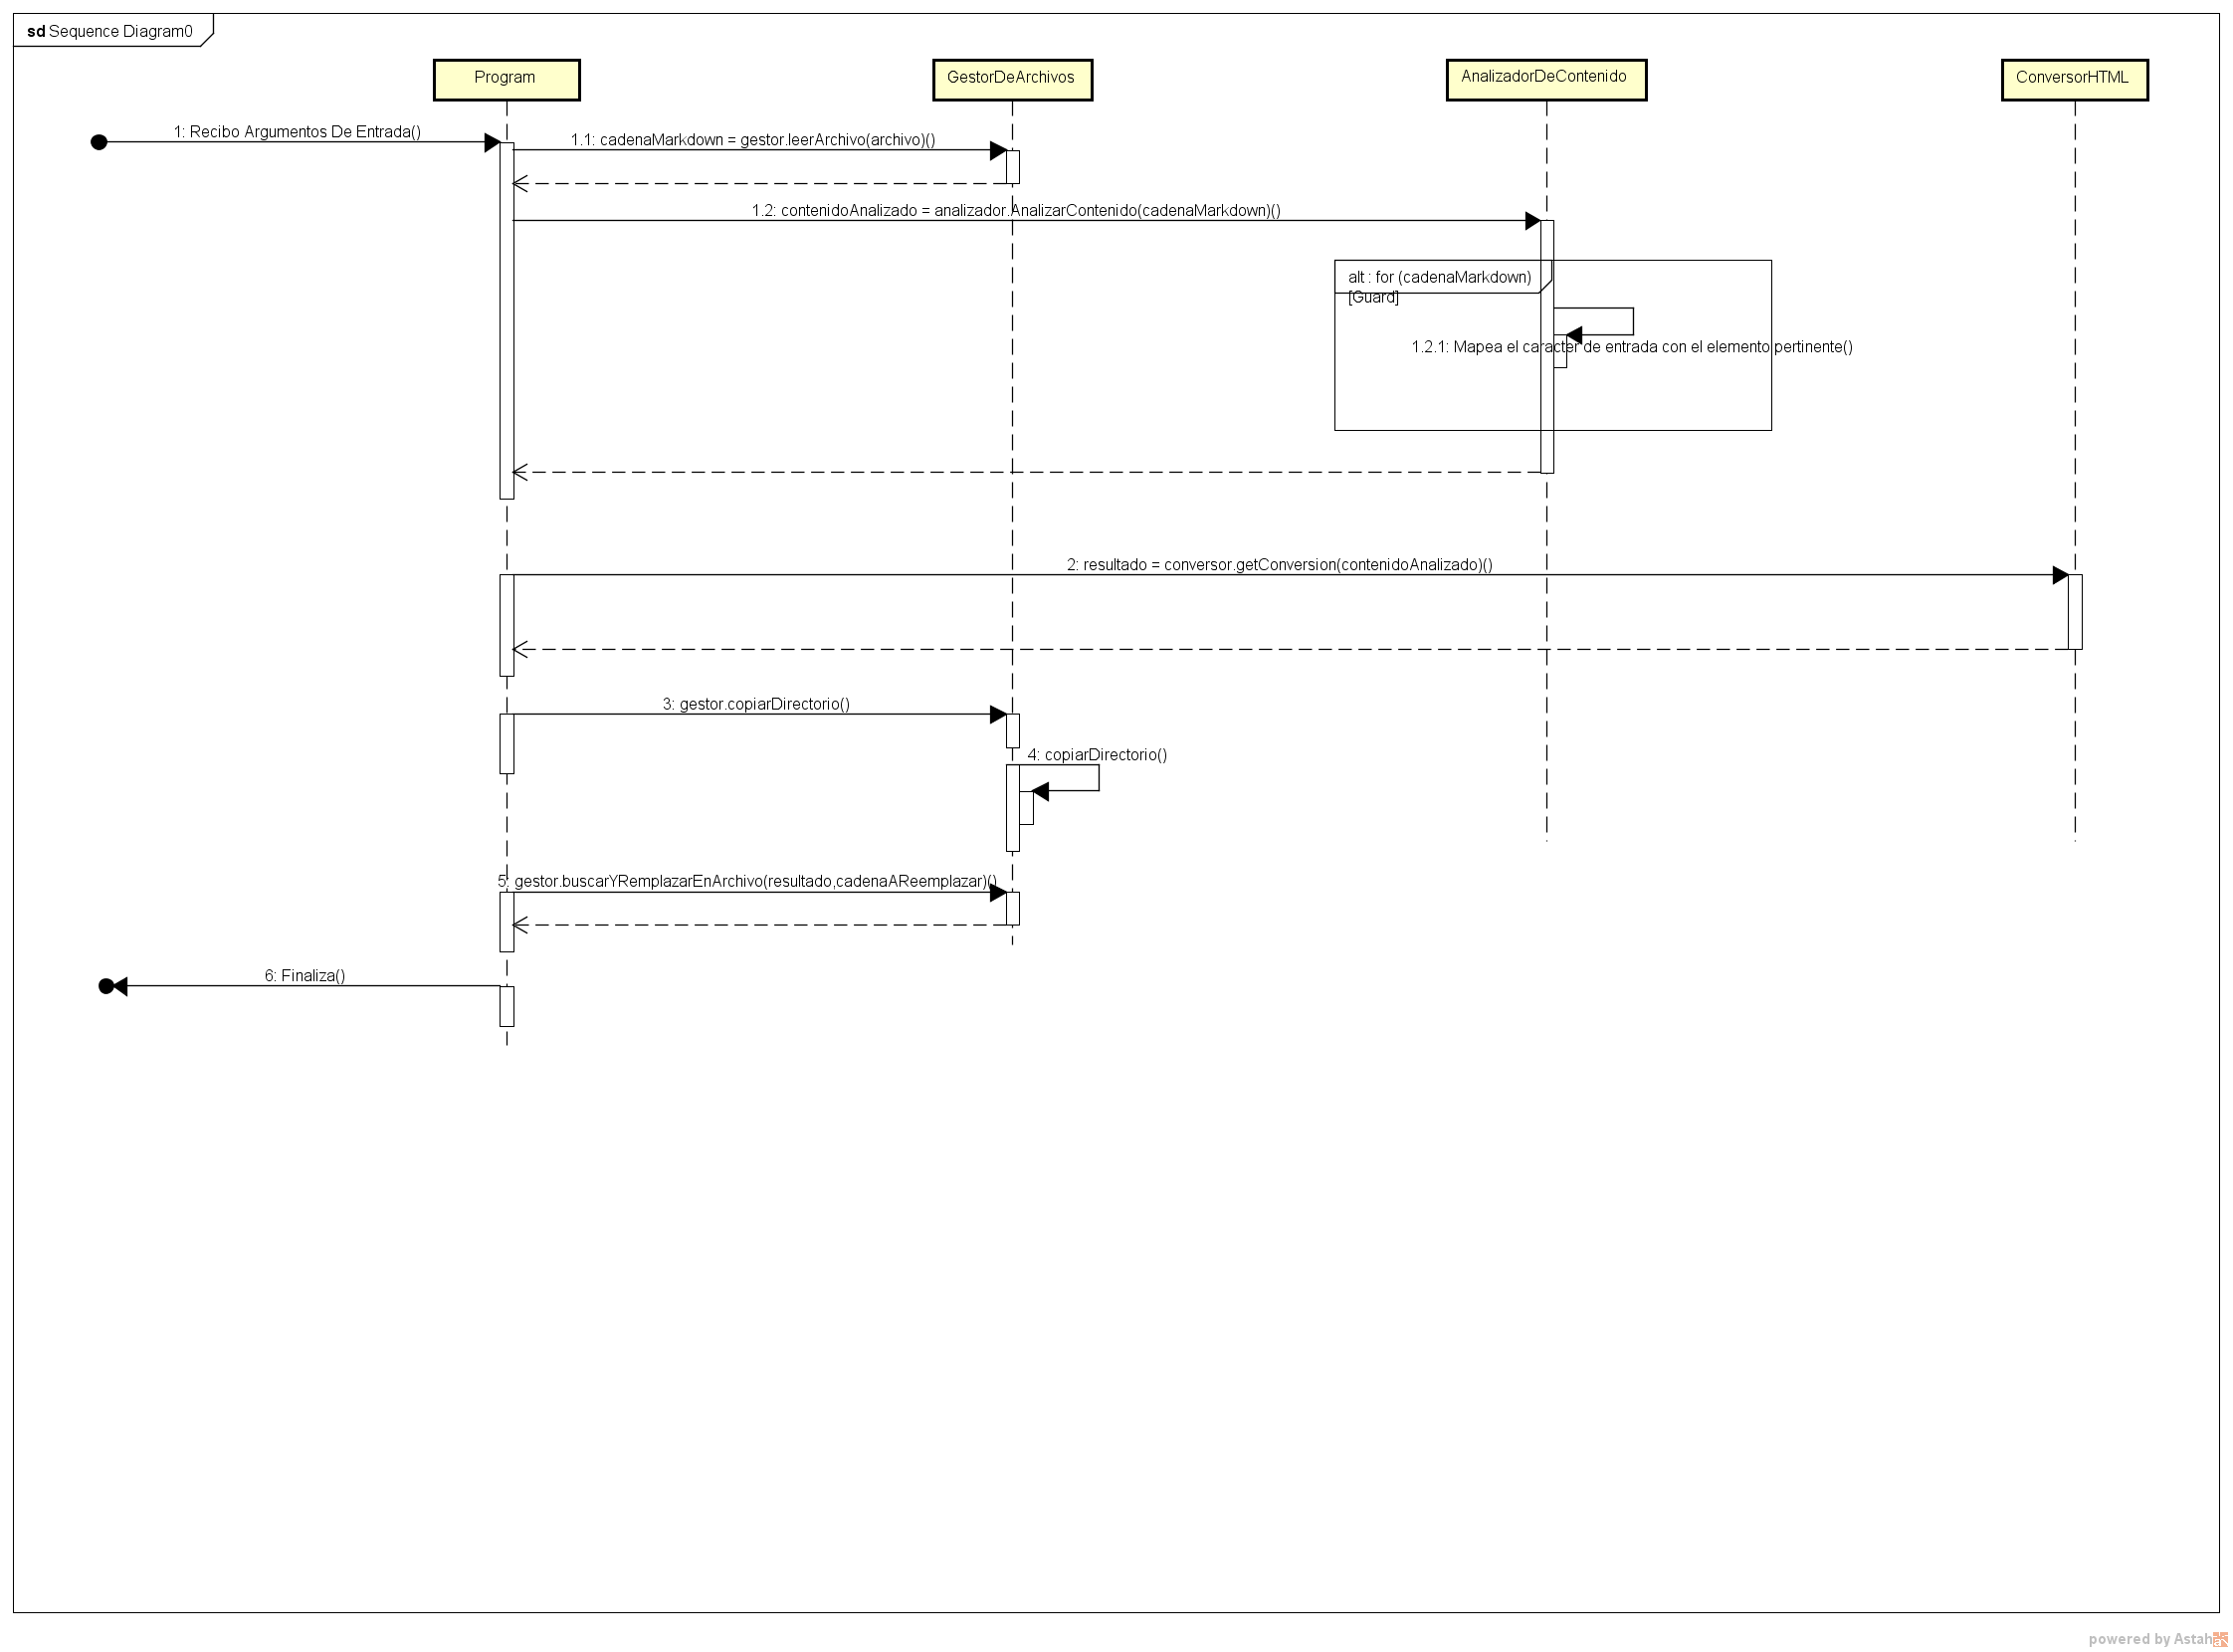 sd Sequence Diagram0
Program
GestorDeArchivos
AnalizadorDeContenido
ConversorHTML
1: Recibo Argumentos De Entrada()
1.1: cadenaMarkdown = gestor.leerArchivo(archivo)()
1.2: contenidoAnalizado = analizador.AnalizarContenido(cadenaMarkdown)()
alt : for (cadenaMarkdown)
[Guard]
1.2.1: Mapea el caracter de entrada con el elemento pertinente()
2: resultado = conversor.getConversion(contenidoAnalizado)()
3: gestor.copiarDirectorio()
4: copiarDirectorio()
5: gestor.buscarYRemplazarEnArchivo(resultado,cadenaAReemplazar)()
6: Finaliza()
powered by Astah